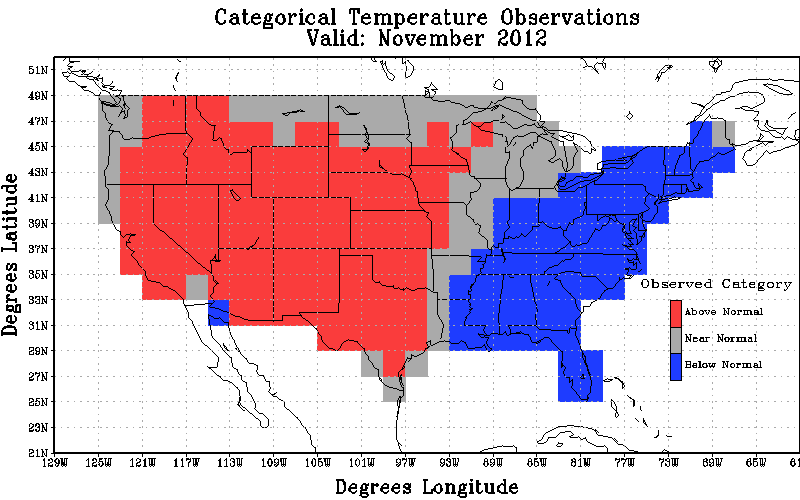 Categorical Temperature Observations
Valid: November 2012
51N
49N
47N
45N
43N
41N
39N
37N
35N
33N
31N
29N
27N
25N
23N
21N
Degrees Latitude
Observed Category
Above Normal
Near Normal
Below Normal
129W 125W 121W 117W 113W 109W 105W 101W 97W 93W 89W 85W 81W 77W 73W 69W 65W 61
Degrees Longitude